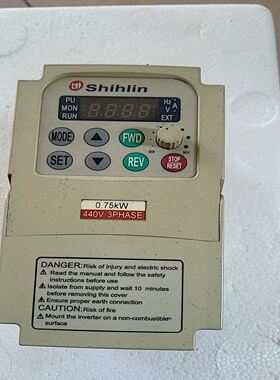 Shihlin
PU
MON
RUN
Hz
A
V
EXT
MODE
FWD
MIN
MAX
SET
REV
STOP
RESET
0.75kW
440V 3PHASE
DANGER:Risk of injury and electric shock
Read the manual and follow the safety
instructions before use
Isolate from supply and wait 10 minutes
before removing this cover
Ensure proper earth connection
CAUTION:Risk of fire
Mount the inverter on a non-combustible
surface